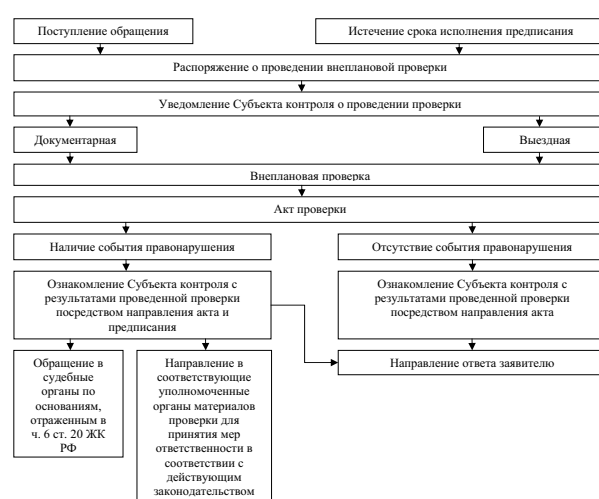 Поступление обращения
Истечение срока исполнения предписания
Распоряжение о проведении внеплановой проверки
Уведомление Субъекта контроля о проведении проверки
Документарная
Выездная
Внеплановая проверка
Акт проверки
Наличие события правонарушения
Отсутствие события правонарушения
Ознакомление Субъекта контроля с
результатами проведенной проверки
посредством направления акта и
предписания
Ознакомление Субъекта контроля с
результатами проведенной проверки
посредством направления акта
Обращение в
судебные
органы по
основаниям,
отраженным в
ч. 6 ст. 20 ЖК
РФ
Направление в
соответствующие
уполномоченные
органы материалов
проверки для
принятия мер
ответственности в
соответствии с
действующим
законодательством
Направление ответа заявителю